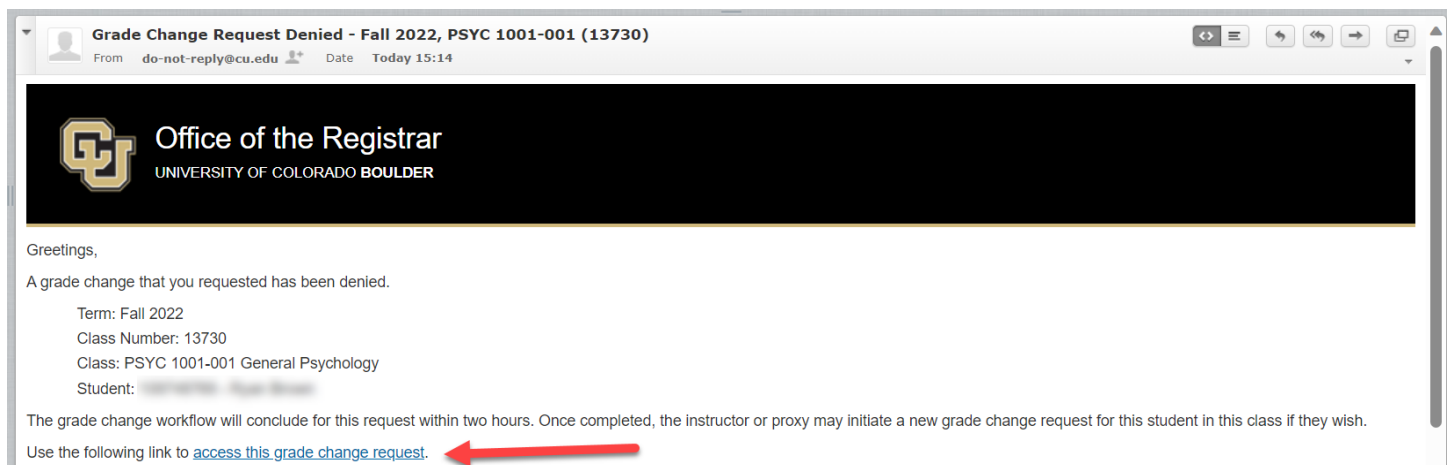 Grade Change Request Denied - Fall 2022, PSYC 1001-001 (13730)
From do-not-reply@cu.edu Date Today 15:14
CU
Office of the Registrar
UNIVERSITY OF COLORADO BOULDER
Greetings,
A grade change that you requested has been denied.
Term: Fall 2022
Class Number: 13730
Class: PSYC 1001-001 General Psychology
Student:
The grade change workflow will conclude for this request within two hours. Once completed, the instructor or proxy may initiate a new grade change request for this student in this class if they wish.
Use the following link to access this grade change request.